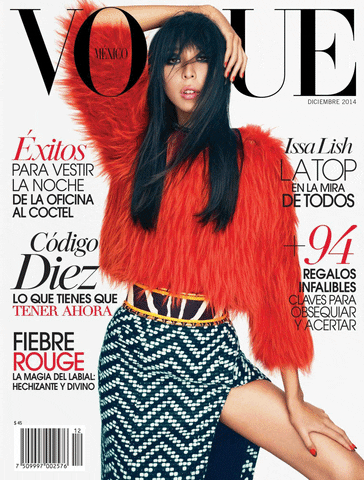 VOGUE
MÉXICO
DICIEMBRE 2014
Éxitos
PARA VESTIR
LA NOCHE
DE LA OFICINA
AL COCTEL
Issa Lish
LA TOP
EN LA MIRA
DE TODOS
Código
Diez
LO QUE TIENES QUE
TENER AHORA
+94
REGALOS
INFALIBLES
CLAVES PARA
OBSEQUIAR
Y ACERTAR
FIEBRE
ROUGE
LA MAGIA DEL LABIAL:
HECHIZANTE Y DIVINO
$ 45
12
7 509997 002576